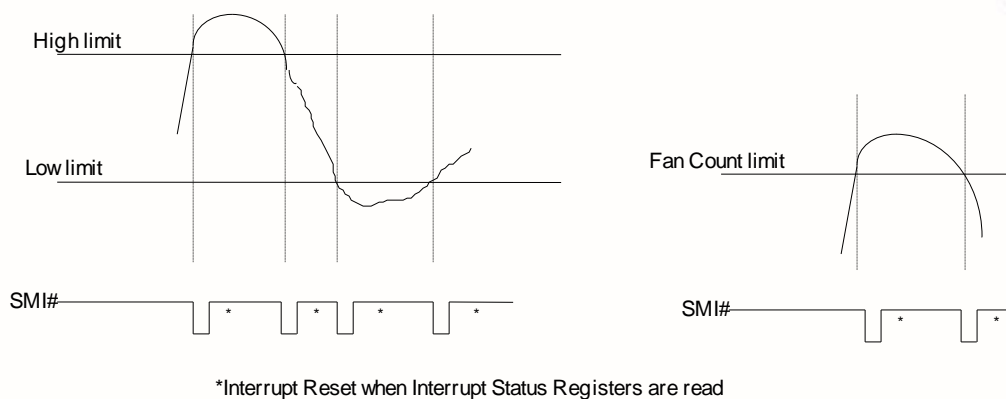 High limit
Low limit
Fan Count limit
SMI#
* * * *
SMI#
* *
*Interrupt Reset when Interrupt Status Registers are read